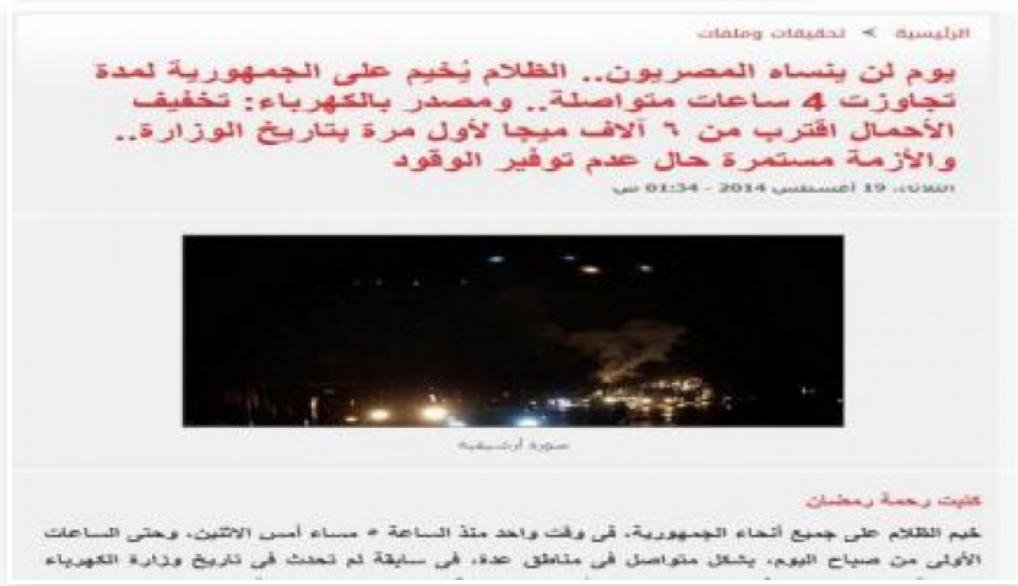 الرئيسية > تحقيقات وملفات
يوم لن ينساه المصريون.. الظلام يُخيم على الجمهورية لمدة
تجاوزت 4 ساعات متواصلة.. ومصدر بالكهرباء: تخفيف
الأحمال اقترب من ٦ آلاف ميجا لأول مرة بتاريخ الوزارة..
والأزمة مستمرة حال عدم توفير الوقود
الثلاثاء، 19 أغسطس 2014 - 01:34 ص
صورة أرشيفية
كتبت رحمة رمضان
خيم الظلام على جميع أنحاء الجمهورية، فى وقت واحد منذ الساعة ٥ مساء أمس الاثنين، وحتى الساعات
الأولى من صباح اليوم، بشكل متواصل فى مناطق عدة، فى سابقة لم تحدث فى تاريخ وزارة الكهرباء